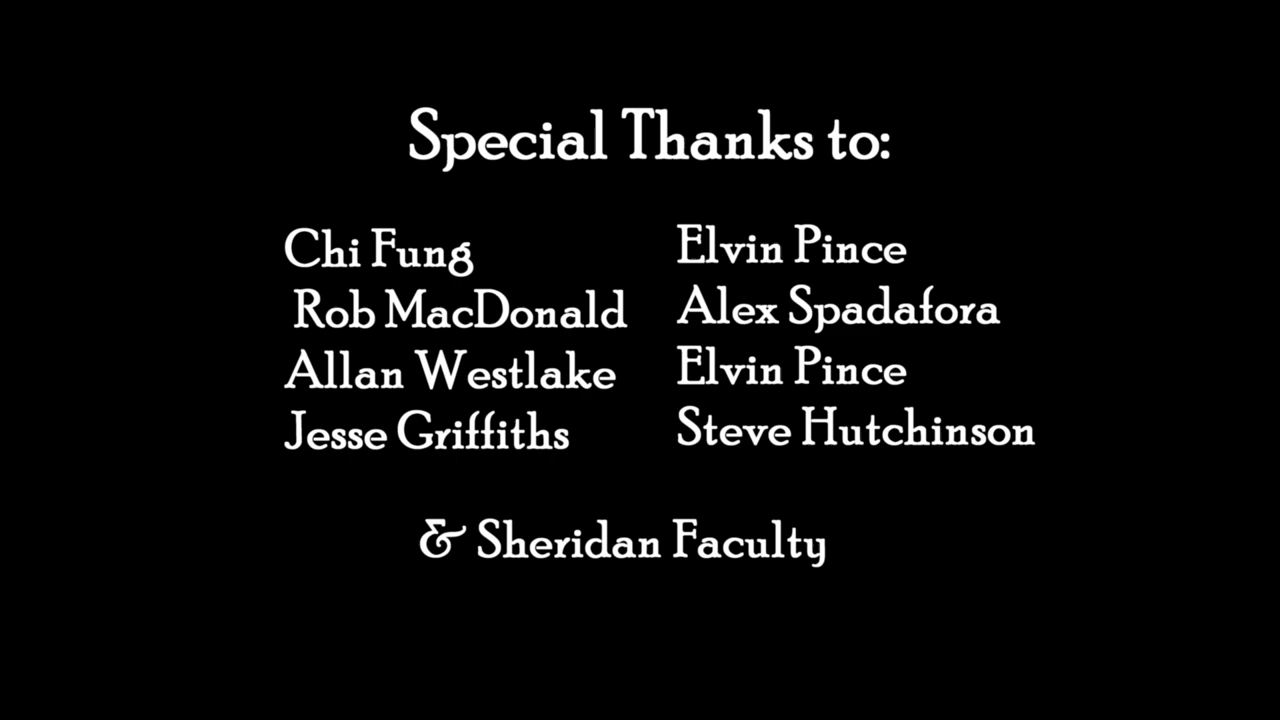 Special Thanks to:
Chi Fung
Rob MacDonald
Allan Westlake
Jesse Griffiths
Elvin Pince
Alex Spadafora
Elvin Pince
Steve Hutchinson
& Sheridan Faculty